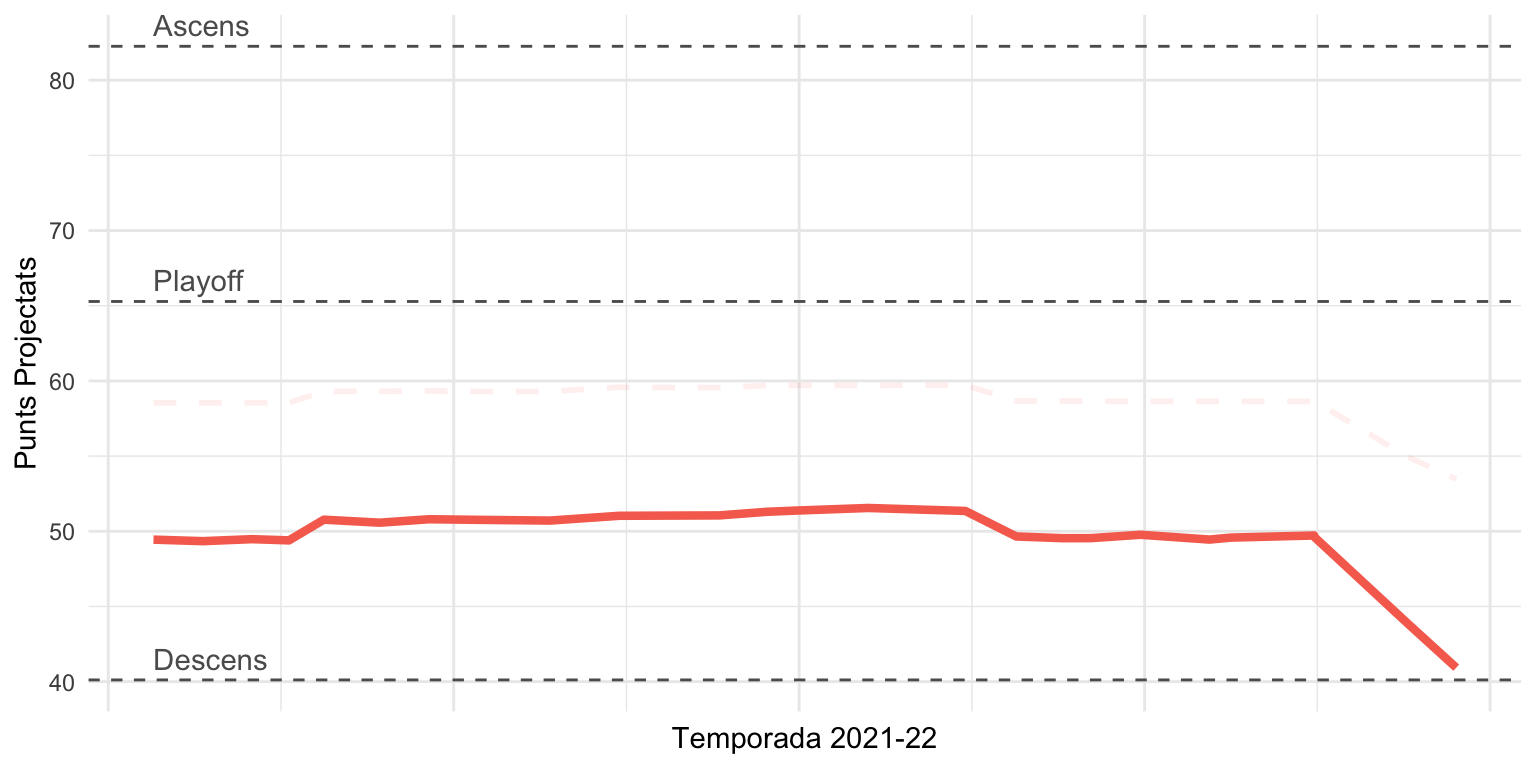 Ascens
80
70
Playoff
60
50
Descens
40
Punts Projectats
Temporada 2021-22